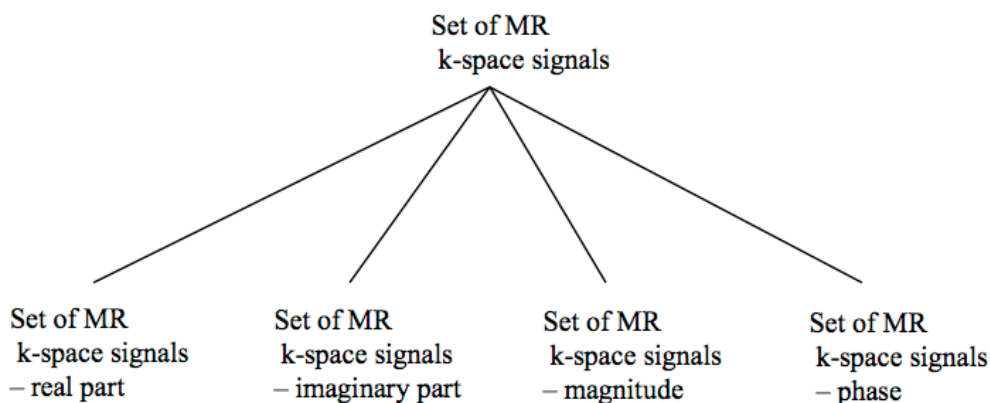 Set of MR
k-space signals
Set of MR
k-space signals
– real part
Set of MR
k-space signals
– imaginary part
Set of MR
k-space signals
– magnitude
Set of MR
k-space signals
– phase